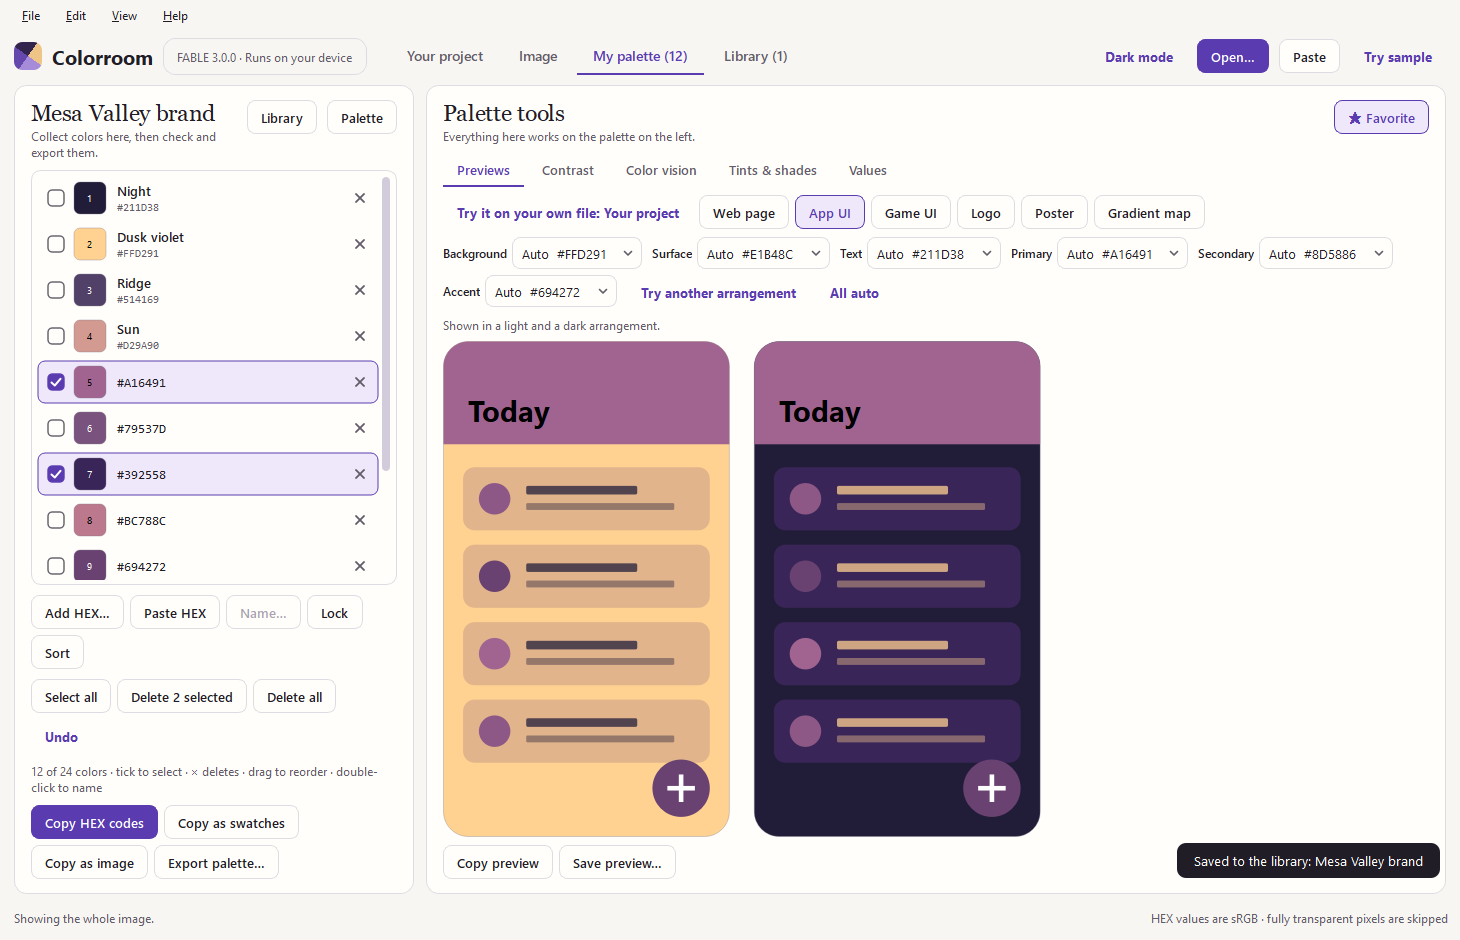 File Edit View Help
Colorroom
FABLE 3.0.0 · Runs on your device
Your project Image My palette (12) Library (1)
Dark mode Open... Paste Try sample
Mesa Valley brand
Library Palette
Collect colors here, then check and
export them.
1 Night
#211D38
2 Dusk violet
#FFD291
3 Ridge
#514169
4 Sun
#D29A90
5 #A16491
6 #79537D
7 #392558
8 #BC788C
9 #694272
Add HEX... Paste HEX Name... Lock
Sort
Select all Delete 2 selected Delete all
Undo
12 of 24 colors · tick to select · × deletes · drag to reorder · double-
click to name
Copy HEX codes Copy as swatches
Copy as image Export palette...
Palette tools
Everything here works on the palette on the left.
★ Favorite
Previews Contrast Color vision Tints & shades Values
Try it on your own file: Your project Web page App UI Game UI Logo Poster Gradient map
Background Auto #FFD291 Surface Auto #E1B48C Text Auto #211D38 Primary Auto #A16491 Secondary Auto #8D5886
Accent Auto #694272 Try another arrangement All auto
Shown in a light and a dark arrangement.
Today
Today
Copy preview Save preview...
Saved to the library: Mesa Valley brand
Showing the whole image.
HEX values are sRGB · fully transparent pixels are skipped